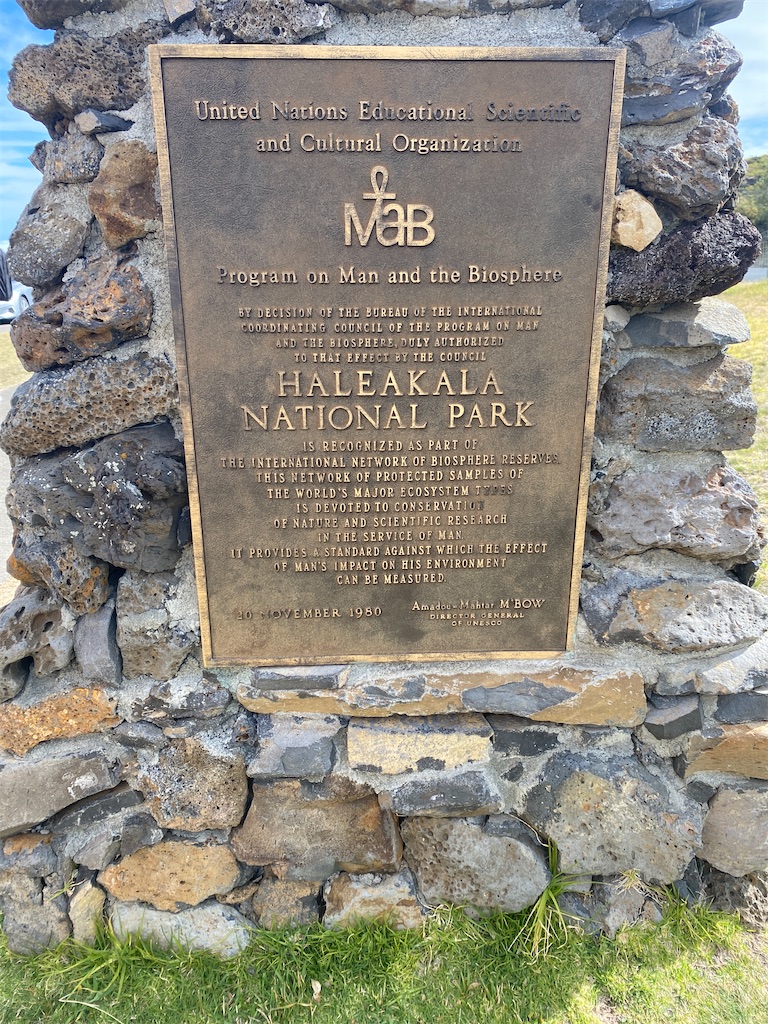 United Nations Educational Scientific
and Cultural Organization
MaB
Program on Man and the Biosphere
BY DECISION OF THE BUREAU OF THE INTERNATIONAL
COORDINATING COUNCIL OF THE PROGRAM ON MAN
AND THE BIOSPHERE, DULY AUTHORIZED
TO THAT EFFECT BY THE COUNCIL
HALEAKALA
NATIONAL PARK
IS RECOGNIZED AS PART OF
THE INTERNATIONAL NETWORK OF BIOSPHERE RESERVES.
THIS NETWORK OF PROTECTED SAMPLES OF
THE WORLD'S MAJOR ECOSYSTEM TYPES
IS DEVOTED TO CONSERVATION
OF NATURE AND SCIENTIFIC RESEARCH
IN THE SERVICE OF MAN.
IT PROVIDES A STANDARD AGAINST WHICH THE EFFECT
OF MAN'S IMPACT ON HIS ENVIRONMENT
CAN BE MEASURED.
20 NOVEMBER 1980
Amadou-Mahtar M'BOW
DIRECTOR GENERAL
OF UNESCO